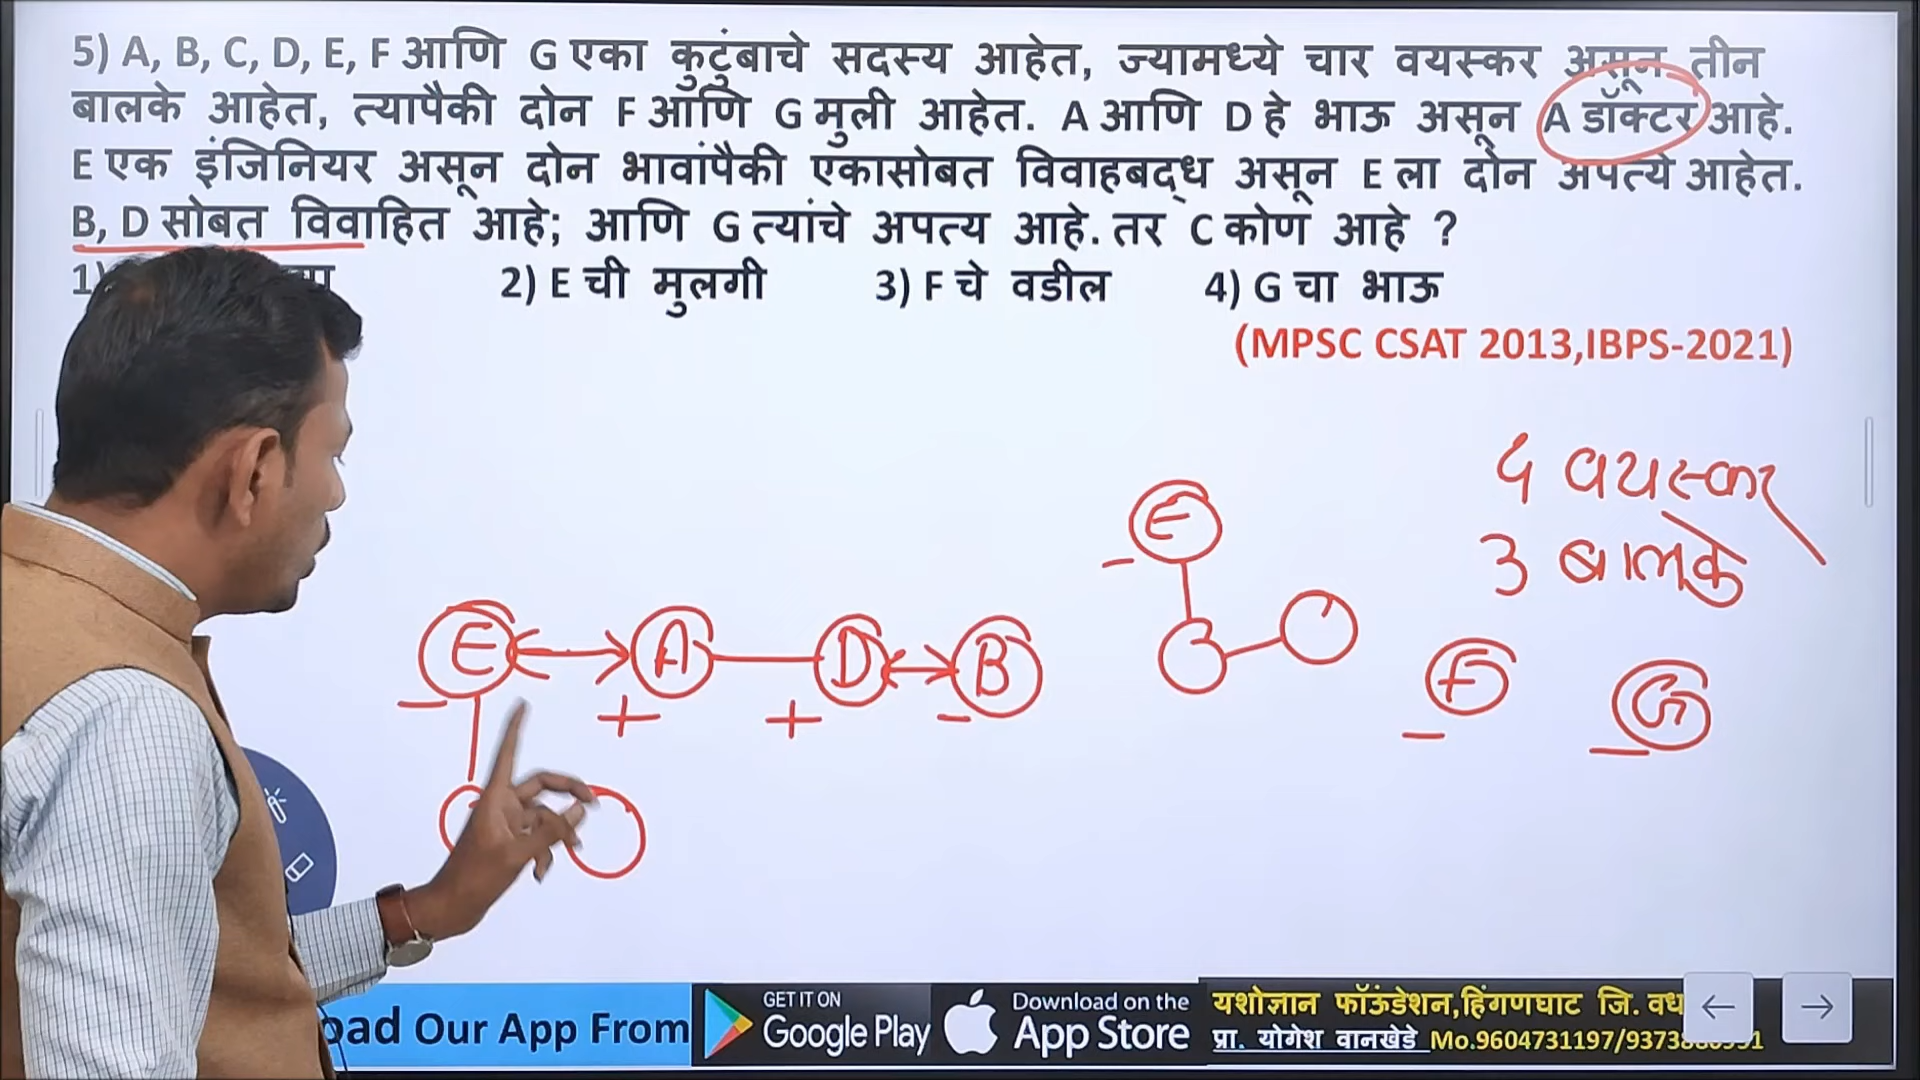 5) A, B, C, D, E, F आणि G एका कुटुंबाचे सदस्य आहेत, ज्यामध्ये चार वयस्कर असून तीन
बालके आहेत, त्यापैकी दोन F आणि G मुली आहेत. A आणि D हे भाऊ असून A डॉक्टर आहे.
E एक इंजिनियर असून दोन भावांपैकी एकासोबत विवाहबद्ध असून E ला दोन अपत्ये आहेत.
B, D सोबत विवाहित आहे; आणि G त्यांचे अपत्य आहे. तर C कोण आहे ?
1) 2) E ची मुलगी 3) F चे वडील 4) G चा भाऊ
(MPSC CSAT 2013,IBPS-2021)
4 वयस्कर
3 बालके
E
E A D B
F G
- + + -
- -
oad Our App From
GET IT ON
Google Play
Download on the
App Store
यशोज्ञान फॉऊंडेशन,हिंगणघाट जि. वध
प्रा. योगेश वानखेडे Mo.9604731197/9373